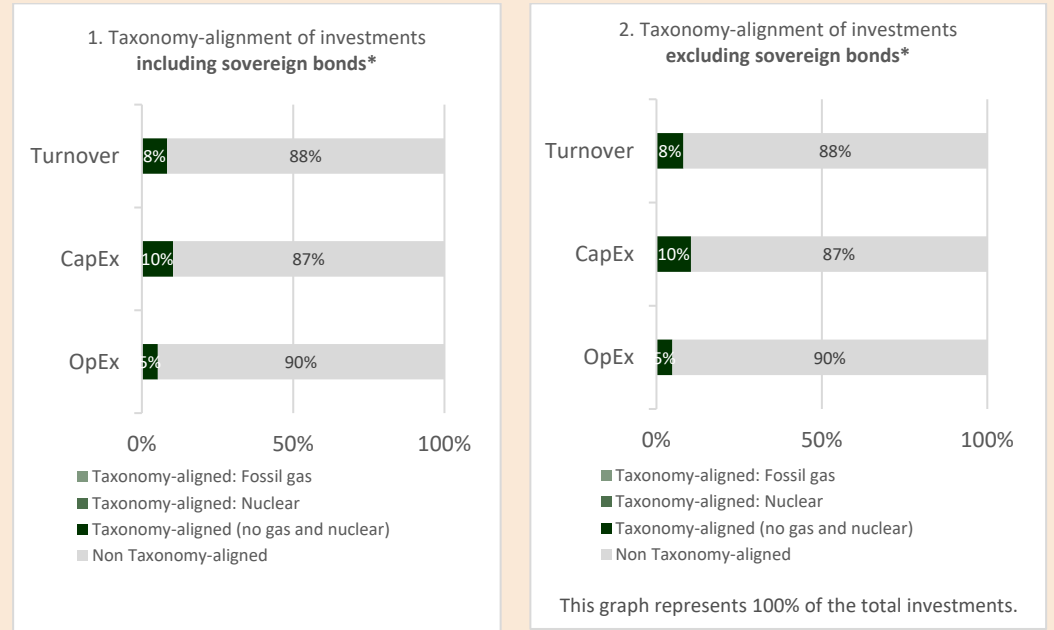 1. Taxonomy-alignment of investments
including sovereign bonds*
Turnover
8%
88%
CapEx
10%
87%
OpEx
5%
90%
0%
50%
100%
Taxonomy-aligned: Fossil gas
Taxonomy-aligned: Nuclear
Taxonomy-aligned (no gas and nuclear)
Non Taxonomy-aligned
2. Taxonomy-alignment of investments
excluding sovereign bonds*
Turnover
8%
88%
CapEx
10%
87%
OpEx
5%
90%
0%
50%
100%
Taxonomy-aligned: Fossil gas
Taxonomy-aligned: Nuclear
Taxonomy-aligned (no gas and nuclear)
Non Taxonomy-aligned
This graph represents 100% of the total investments.